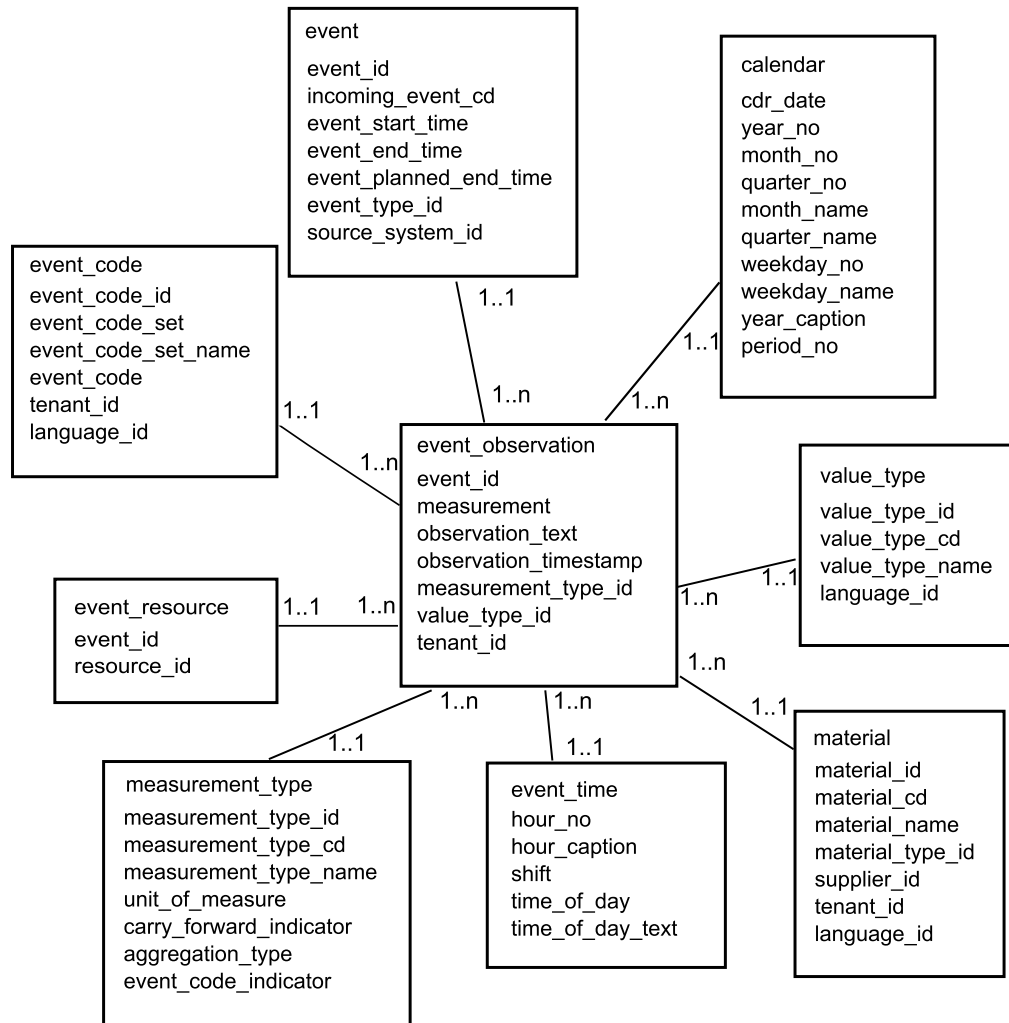 event
event_id
incoming_event_cd
event_start_time
event_end_time
event_planned_end_time
event_type_id
source_system_id
calendar
cdr_date
year_no
month_no
quarter_no
month_name
quarter_name
weekday_no
weekday_name
year_caption
period_no
event_code
event_code_id
event_code_set
event_code_set_name
event_code
tenant_id
language_id
1..1
1..n
1..1
1..n
1..1
1..n
event_observation
event_id
measurement
observation_text
observation_timestamp
measurement_type_id
value_type_id
tenant_id
value_type
value_type_id
value_type_cd
value_type_name
language_id
1..1
1..n
event_resource
event_id
resource_id
1..1
1..n
1..n
1..1
1..n
1..1
1..n
1..1
measurement_type
measurement_type_id
measurement_type_cd
measurement_type_name
unit_of_measure
carry_forward_indicator
aggregation_type
event_code_indicator
event_time
hour_no
hour_caption
shift
time_of_day
time_of_day_text
material
material_id
material_cd
material_name
material_type_id
supplier_id
tenant_id
language_id